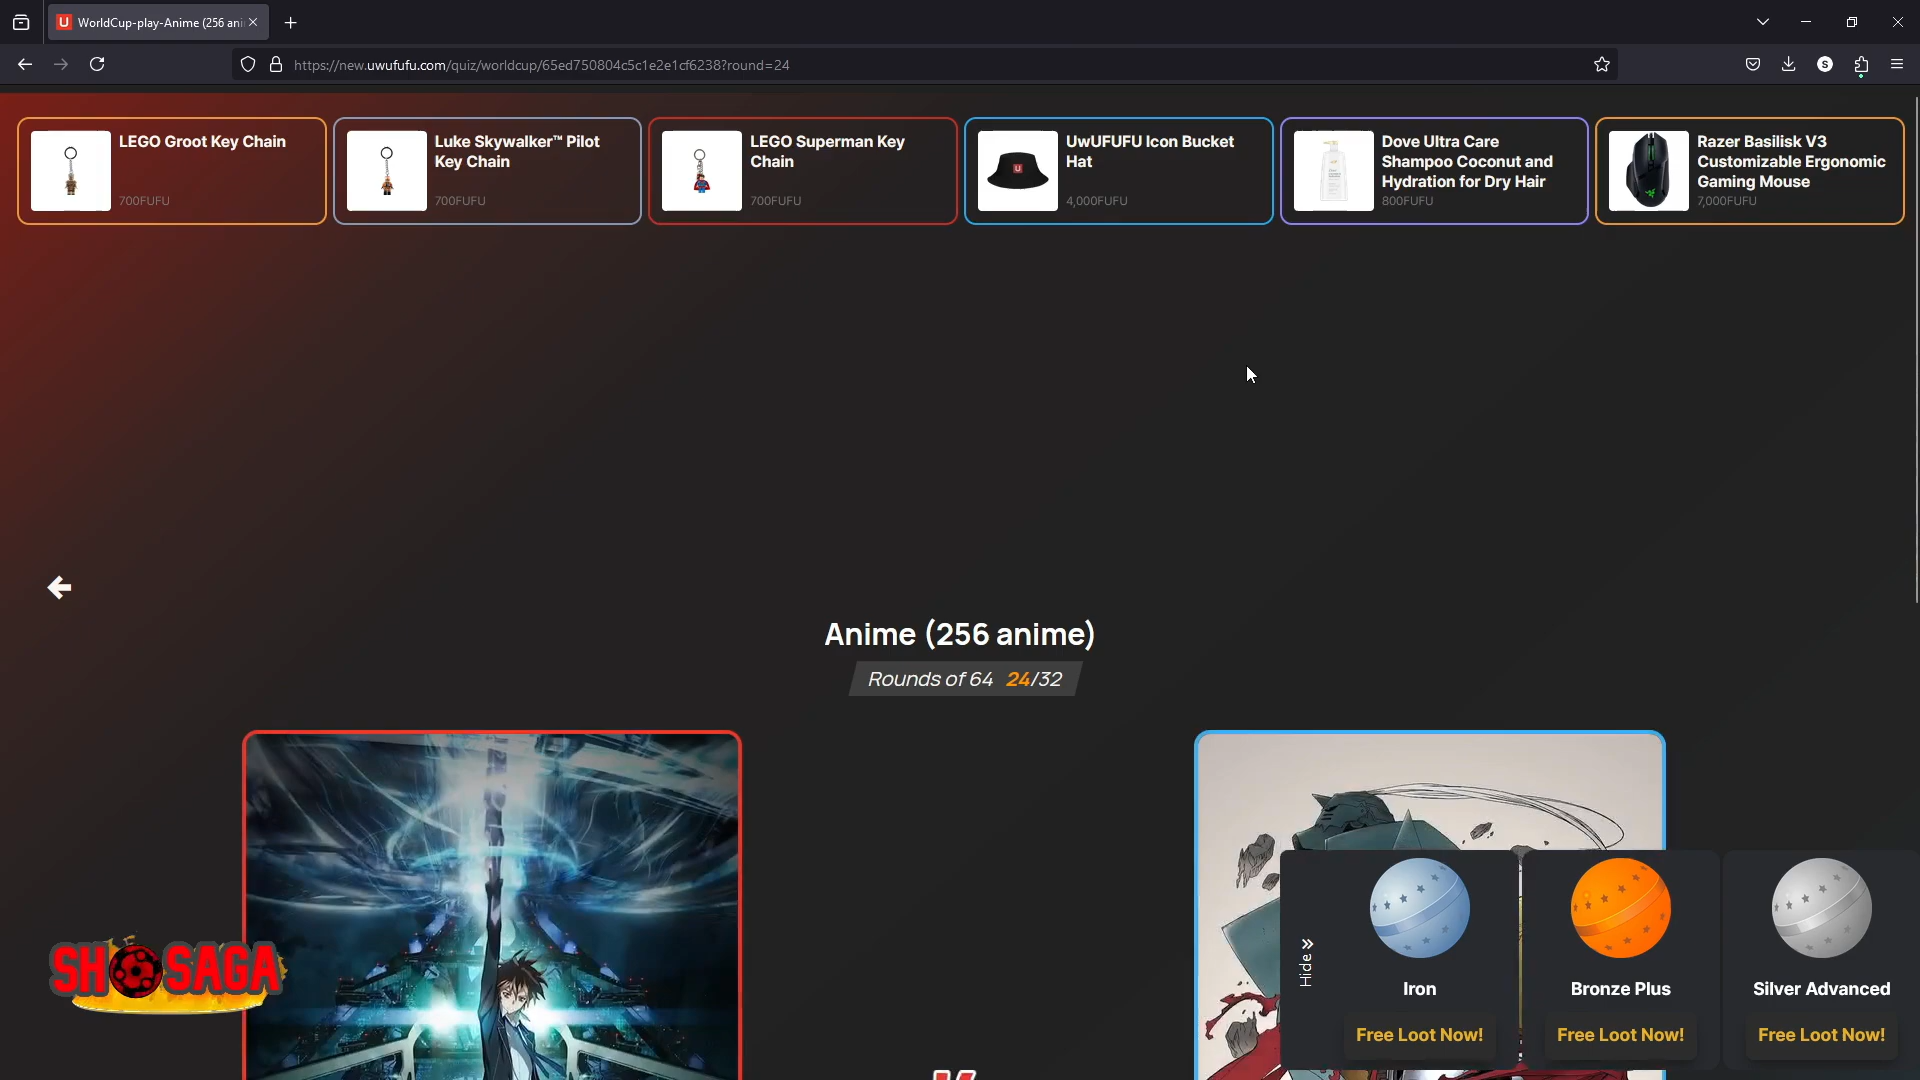 WorldCup-play-Anime (256 ani
https://new.uwufufu.com/quiz/worldcup/65ed750804c5c1e2e1cf6238?round=24
S
LEGO Groot Key Chain
700FUFU
Luke Skywalker™ Pilot
Key Chain
700FUFU
LEGO Superman Key
Chain
700FUFU
UwUFUFU Icon Bucket
Hat
4,000FUFU
Dove Ultra Care
Shampoo Coconut and
Hydration for Dry Hair
800FUFU
Razer Basilisk V3
Customizable Ergonomic
Gaming Mouse
7,000FUFU
Anime (256 anime)
Rounds of 64 24/32
SHOSAGA
Hide
Iron
Free Loot Now!
Bronze Plus
Free Loot Now!
Silver Advanced
Free Loot Now!